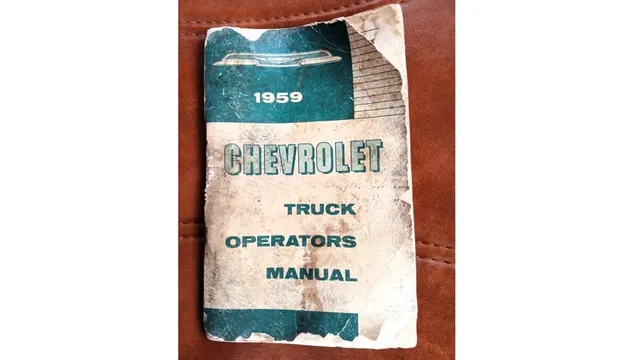 1959
CHEVROLET
TRUCK
OPERATORS
MANUAL